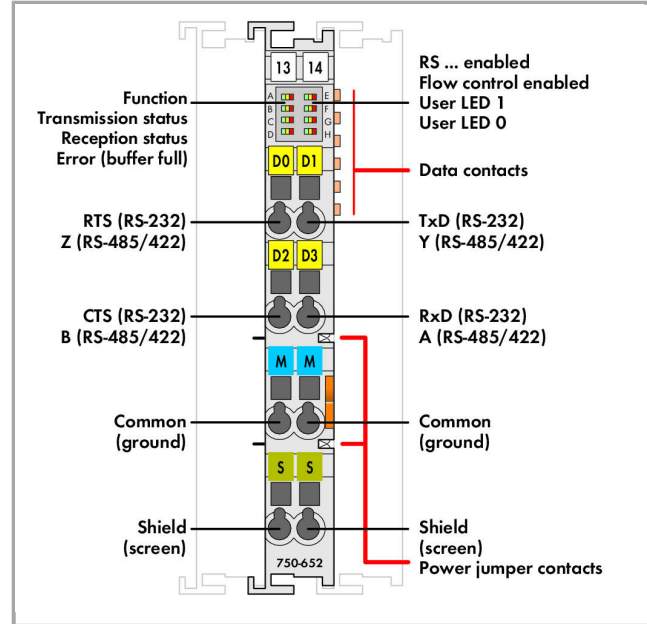 13 14
RS ... enabled
Flow control enabled
User LED 1
User LED 0
Function
Transmission status
Reception status
Error (buffer full)
A
B
C
D
E
F
G
H
D0 D1
Data contacts
RTS (RS-232)
Z (RS-485/422)
TxD (RS-232)
Y (RS-485/422)
D2 D3
CTS (RS-232)
B (RS-485/422)
RxD (RS-232)
A (RS-485/422)
M M
Common
(ground)
Common
(ground)
S S
Shield
(screen)
Shield
(screen)
Power jumper contacts
750-652